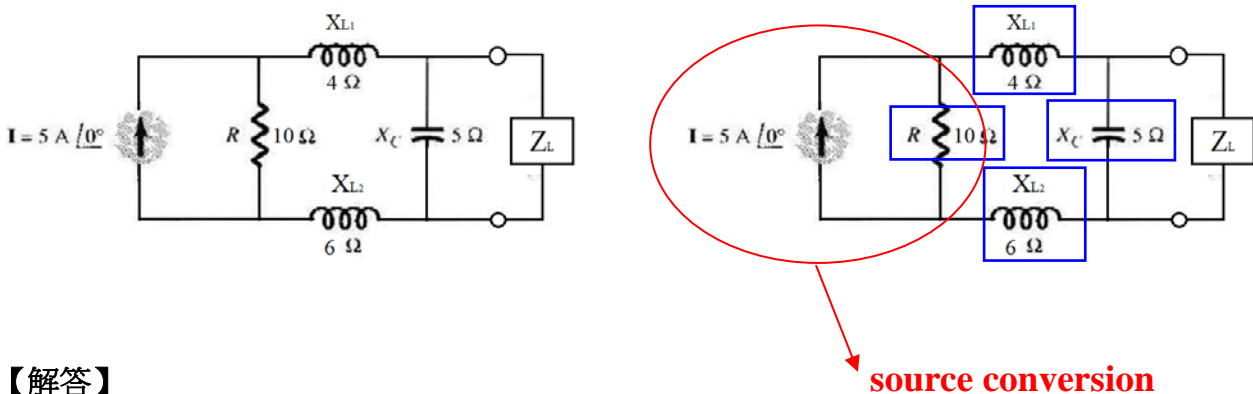 XL1
4 Ω
I = 5 A /0°
R
10 Ω
XC
5 Ω
ZL
XL2
6 Ω
XL1
4 Ω
I = 5 A /0°
R
10 Ω
XC
5 Ω
ZL
XL2
6 Ω
【解答】
source conversion